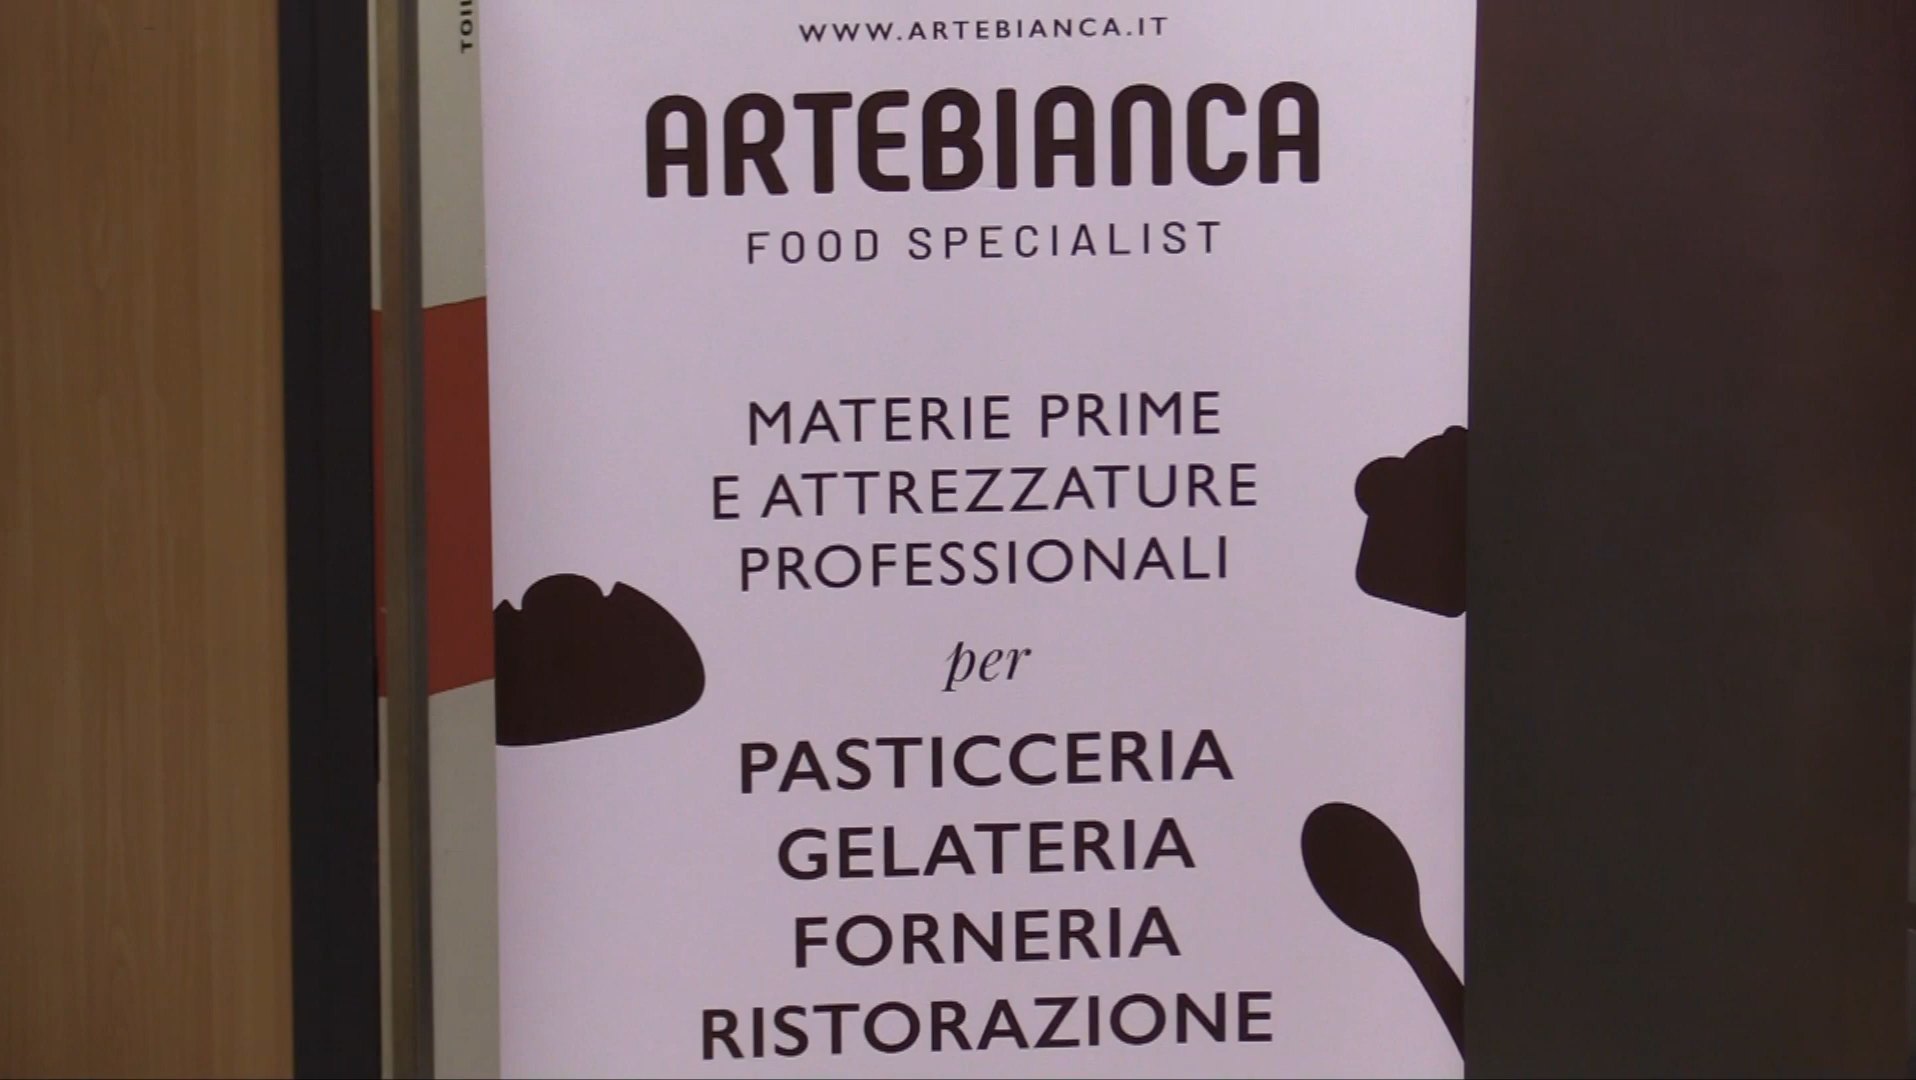 WWW.ARTEBIANCA.IT
ARTEBIANCA
FOOD SPECIALIST
MATERIE PRIME
E ATTREZZATURE
PROFESSIONALI
per
PASTICCERIA
GELATERIA
FORNERIA
RISTORAZIONE